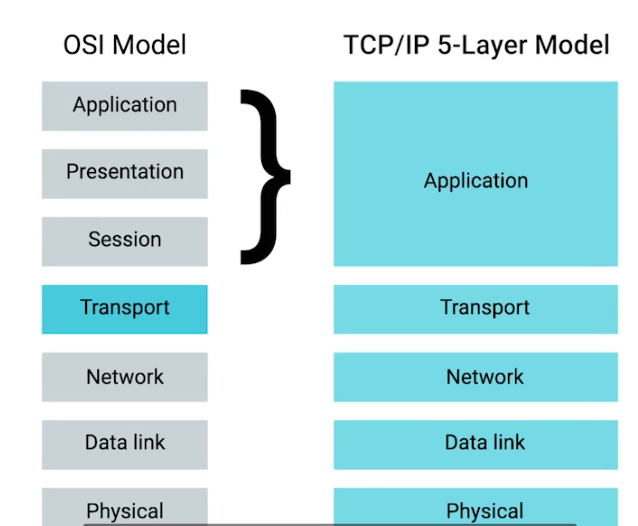 OSI Model
Application
Presentation
Session
Transport
Network
Data link
Physical
TCP/IP 5-Layer Model
Application
Transport
Network
Data link
Physical